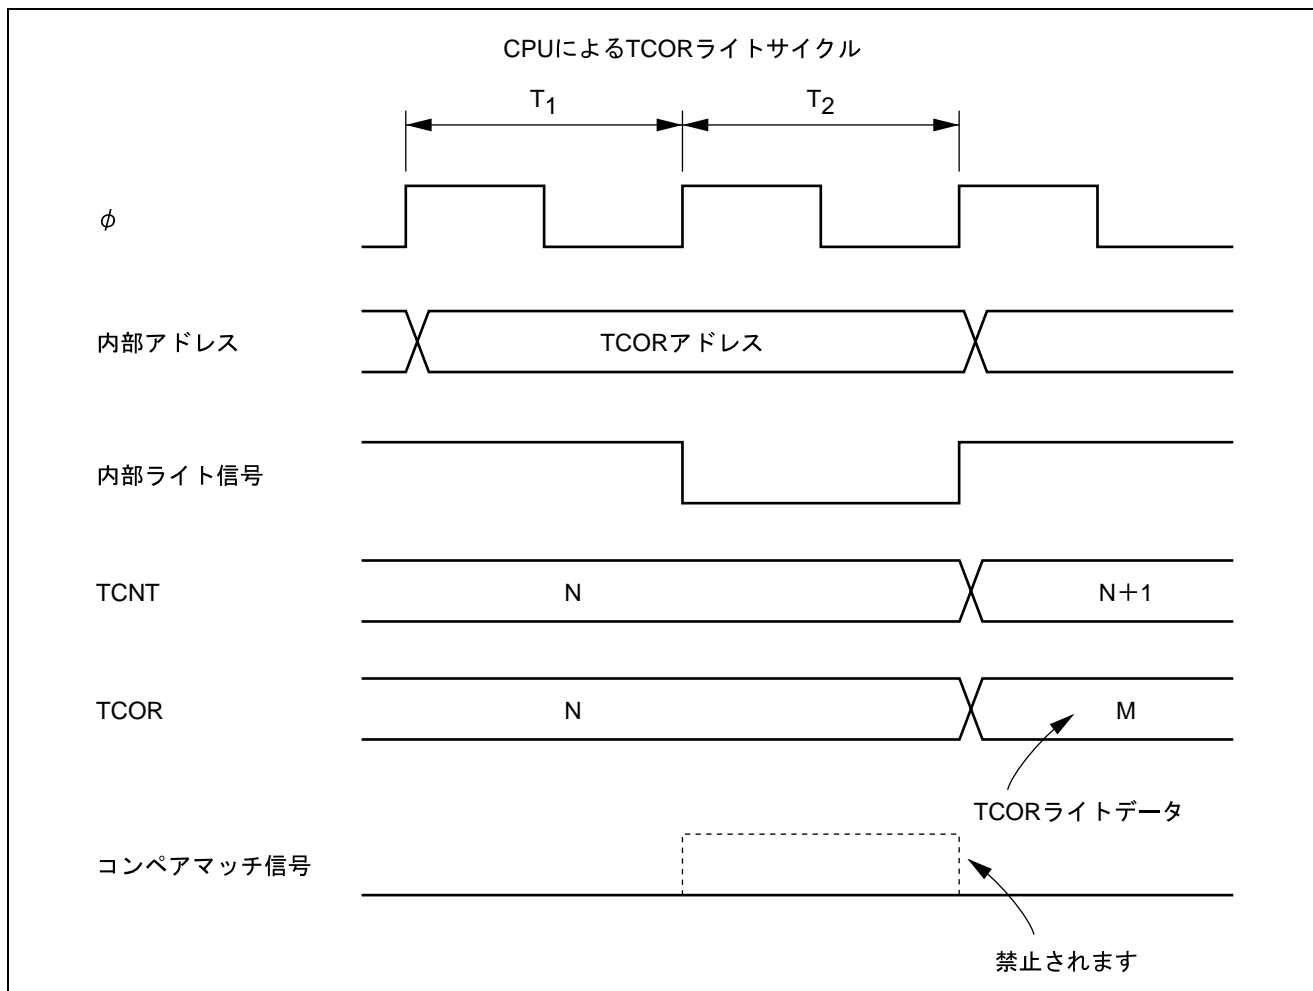 CPUによるTCORライトサイクル
T1 T2
φ
内部アドレス TCORアドレス
内部ライト信号
TCNT N N+1
TCOR N M
TCORライトデータ
コンペアマッチ信号
禁止されます